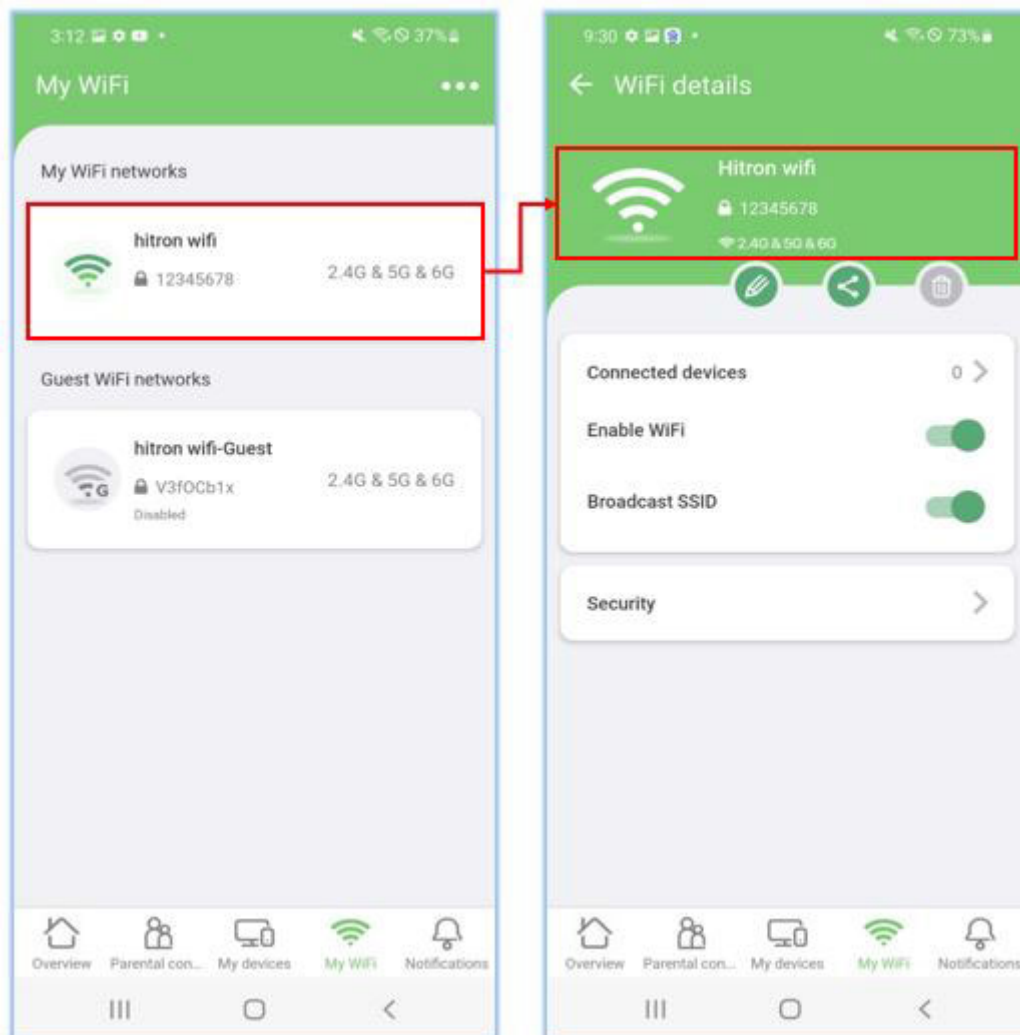 3:12
37%
My WiFi
My WiFi networks
hitron wifi
12345678
2.4G & 5G & 6G
Guest WiFi networks
hitron wifi-Guest
V3fOCb1x
2.4G & 5G & 6G
Disabled
G
Overview
Parental con...
My devices
My WiFi
Notifications
9:30
73%
WiFi details
Hitron wifi
12345678
2.4G & 5G & 6G
Connected devices
0
Enable WiFi
Broadcast SSID
Security
Overview
Parental con...
My devices
My WiFi
Notifications